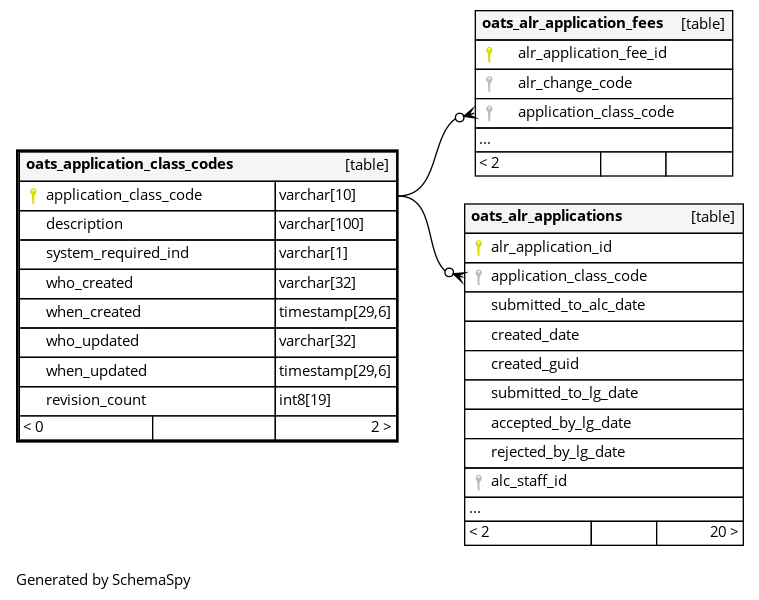 oats_alr_application_fees [table]
alr_application_fee_id
alr_change_code
application_class_code
...
< 2
oats_application_class_codes [table]
application_class_code varchar[10]
description varchar[100]
system_required_ind varchar[1]
who_created varchar[32]
when_created timestamp[29,6]
who_updated varchar[32]
when_updated timestamp[29,6]
revision_count int8[19]
< 0 2 >
oats_alr_applications [table]
alr_application_id
application_class_code
submitted_to_alc_date
created_date
created_guid
submitted_to_lg_date
accepted_by_lg_date
rejected_by_lg_date
alc_staff_id
...
< 2 20 >
Generated by SchemaSpy